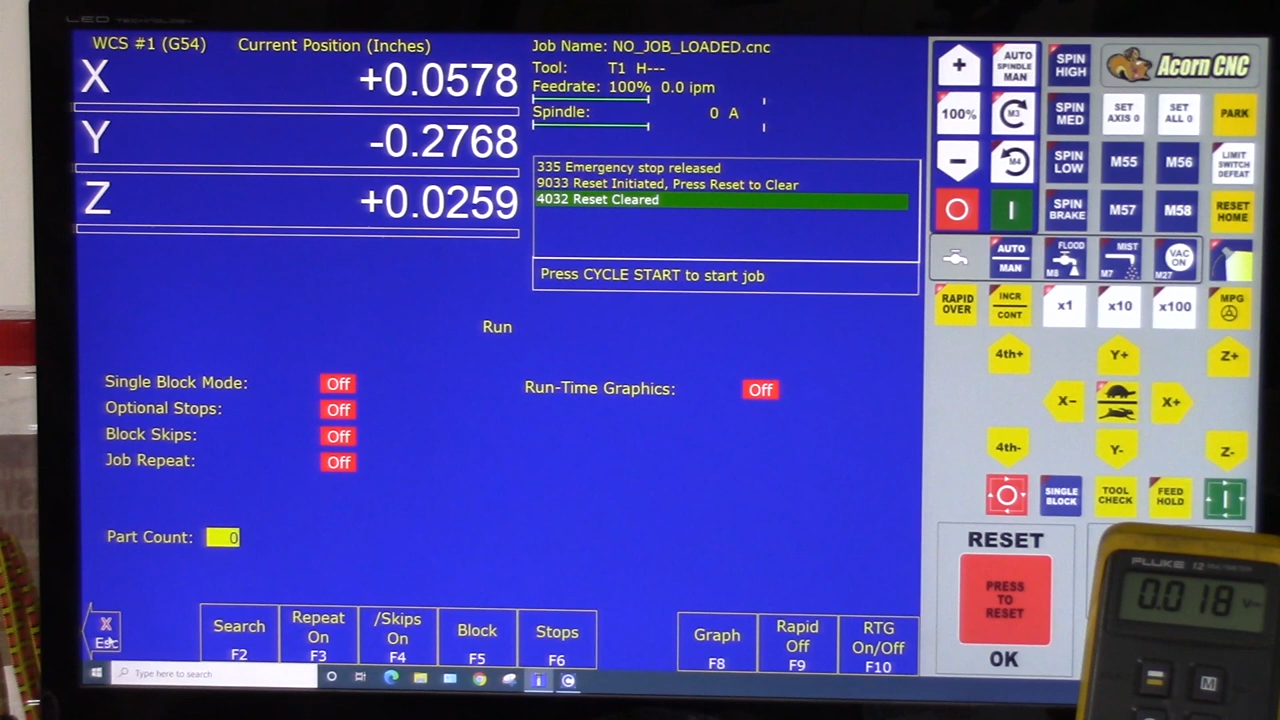 LED TECHNOLOGY
WCS #1 (G54) Current Position (Inches)
X +0.0578
Y -0.2768
Z +0.0259
Job Name: NO_JOB_LOADED.cnc
Tool: T1 H---
Feedrate: 100% 0.0 ipm
Spindle: 0 A
335 Emergency stop released
9033 Reset Initiated, Press Reset to Clear
4032 Reset Cleared
Press CYCLE START to start job
Run
Single Block Mode: Off
Optional Stops: Off
Block Skips: Off
Job Repeat: Off
Run-Time Graphics: Off
Part Count: 0
X
Esc
Search
F2
Repeat
On
F3
/Skips
On
F4
Block
F5
Stops
F6
Graph
F8
Rapid
Off
F9
RTG
On/Off
F10
Type here to search
+
AUTO
SPINDLE
MAN
SPIN
HIGH
Acorn CNC
100%
M3
SPIN
MED
SET
AXIS 0
SET
ALL 0
PARK
-
M4
SPIN
LOW
M55
M56
LIMIT
SWITCH
DEFEAT
SPIN
BRAKE
M57
M58
RESET
HOME
AUTO
MAN
FLOOD
M8
MIST
M7
VAC
ON
M27
RAPID
OVER
INCR
CONT
x1
x10
x100
MPG
4th+
Y+
Z+
X-
X+
4th-
Y-
Z-
SINGLE
BLOCK
TOOL
CHECK
FEED
HOLD
RESET
PRESS
TO
RESET
OK
FLUKE 12 MULTIMETER
0.018 V
M